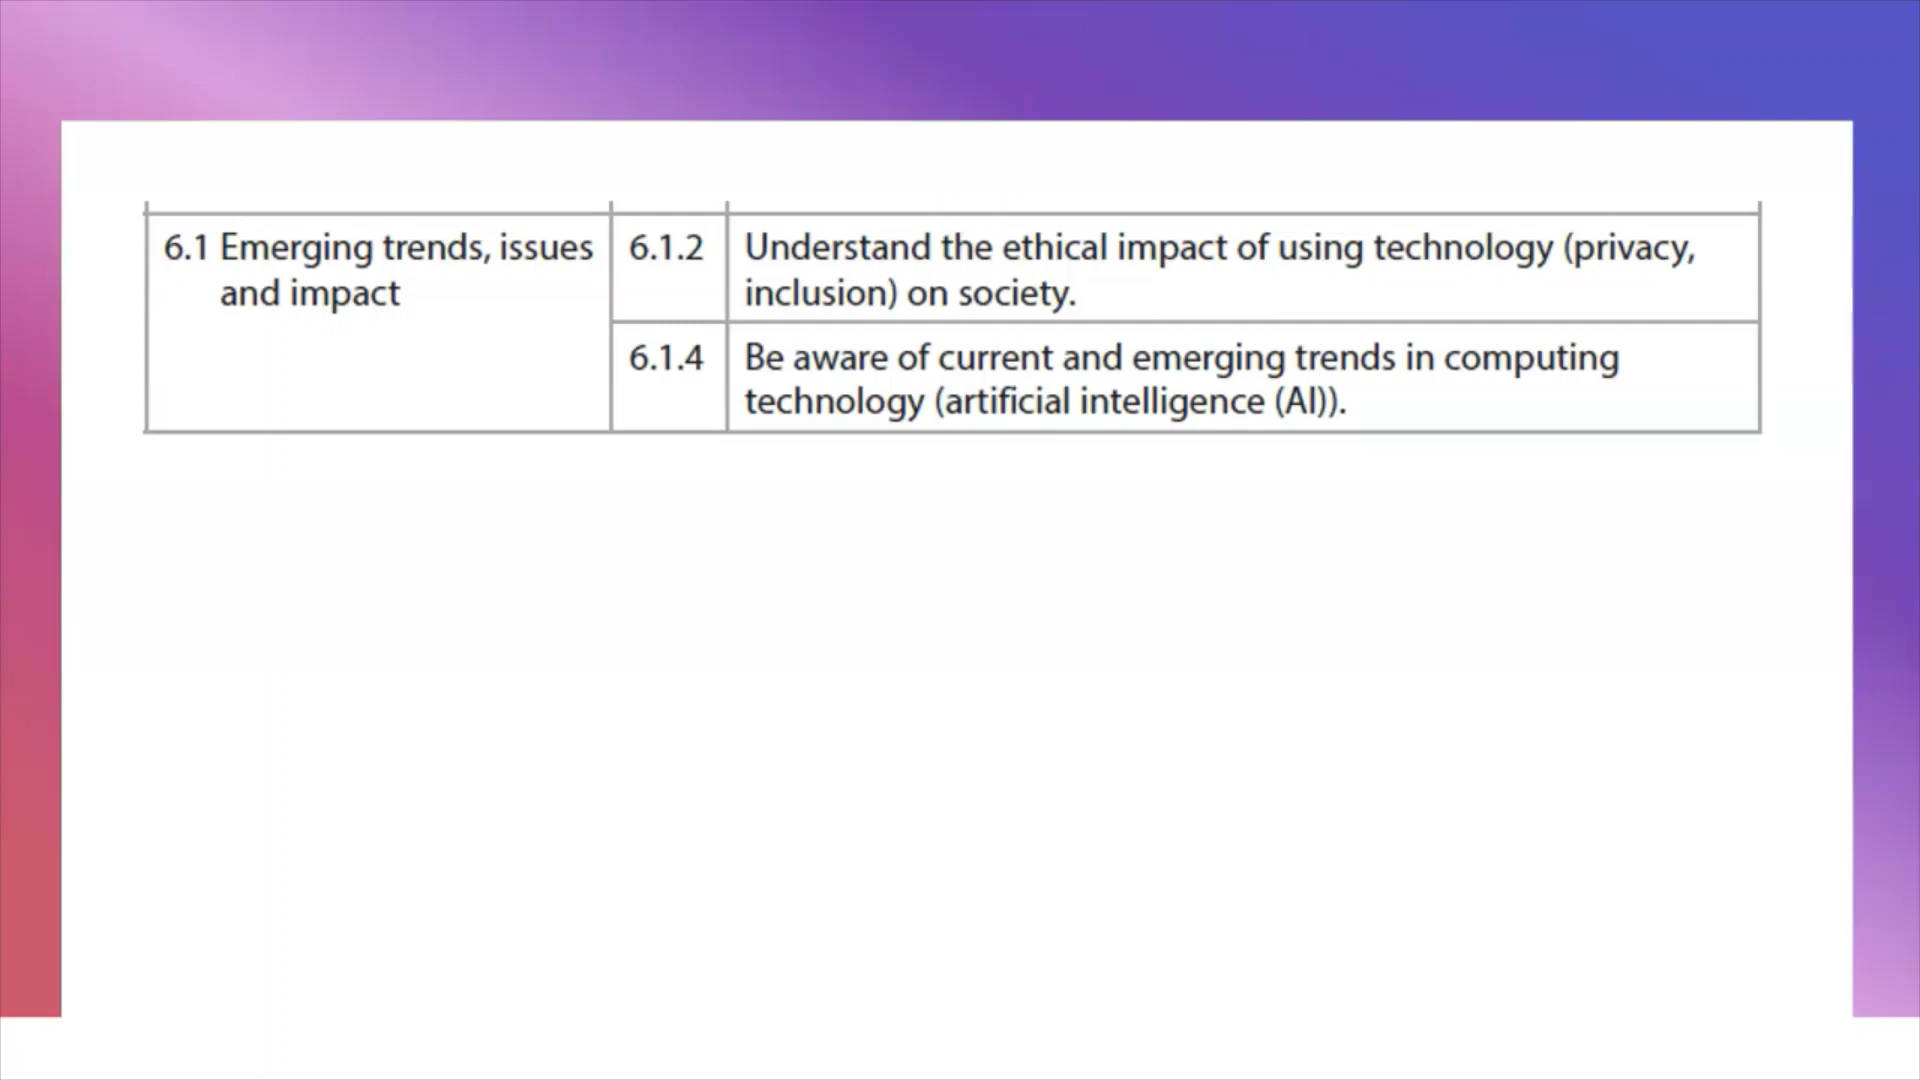 6.1 Emerging trends, issues
and impact
6.1.2
Understand the ethical impact of using technology (privacy,
inclusion) on society.
6.1.4
Be aware of current and emerging trends in computing
technology (artificial intelligence (AI)).